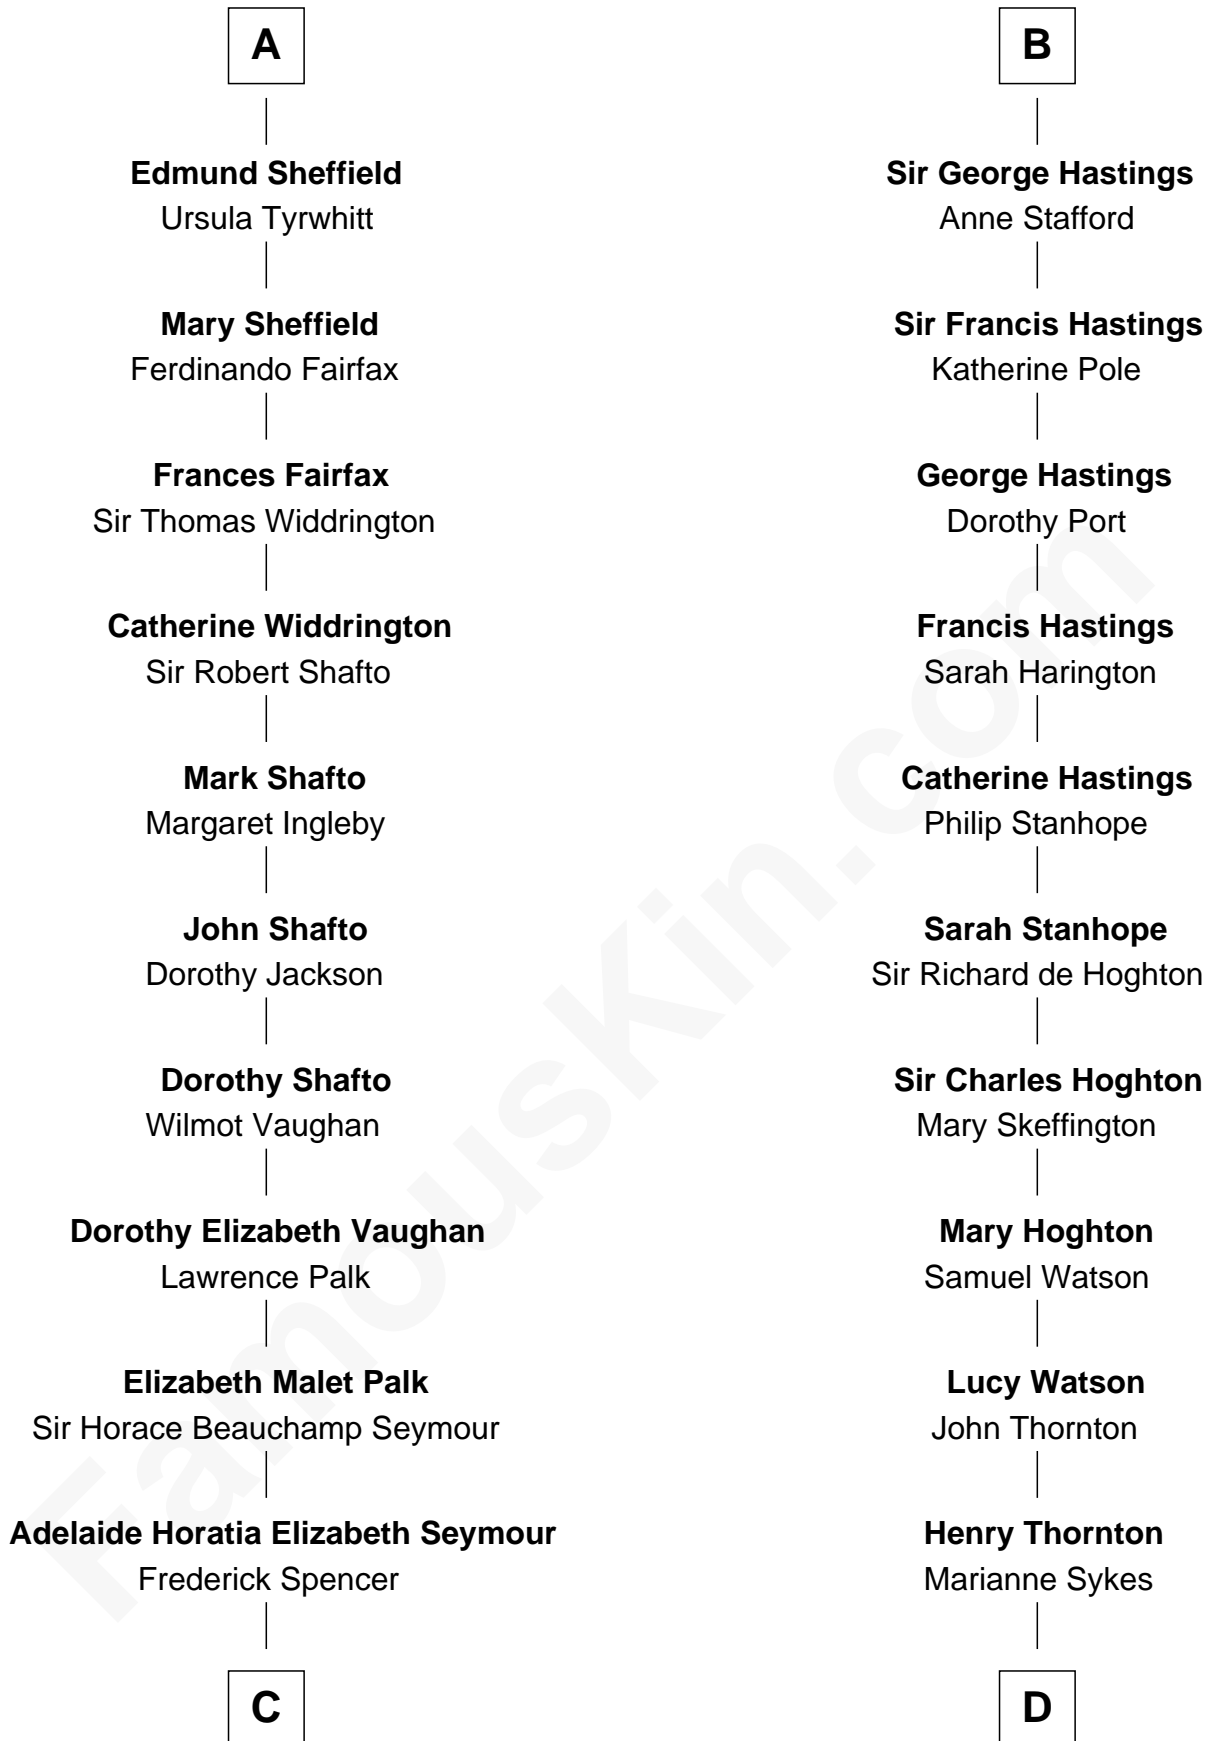 A
Edmund Sheffield
Ursula Tyrwhitt
Mary Sheffield
Ferdinando Fairfax
Frances Fairfax
Sir Thomas Widdrington
Catherine Widdrington
Sir Robert Shafto
Mark Shafto
Margaret Ingleby
John Shafto
Dorothy Jackson
Dorothy Shafto
Wilmot Vaughan
Dorothy Elizabeth Vaughan
Lawrence Palk
Elizabeth Malet Palk
Sir Horace Beauchamp Seymour
Adelaide Horatia Elizabeth Seymour
Frederick Spencer
C
B
Sir George Hastings
Anne Stafford
Sir Francis Hastings
Katherine Pole
George Hastings
Dorothy Port
Francis Hastings
Sarah Harington
Catherine Hastings
Philip Stanhope
Sarah Stanhope
Sir Richard de Hoghton
Sir Charles Hoghton
Mary Skeffington
Mary Hoghton
Samuel Watson
Lucy Watson
John Thornton
Henry Thornton
Marianne Sykes
D
FamousKin.com